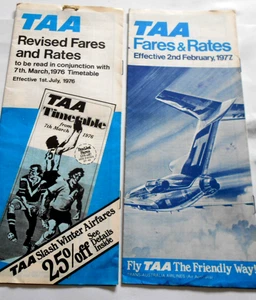 TAA
Revised Fares
and Rates
to be read in conjunction with
7th. March, 1976 Timetable
Effective 1st. July, 1976
TAA
Timetable
from
7th March 1976
TAA Slash Winter Airfares
25% off
See
Details
Inside
TAA
Fares & Rates
Effective 2nd February, 1977
Fly TAA The Friendly Way!